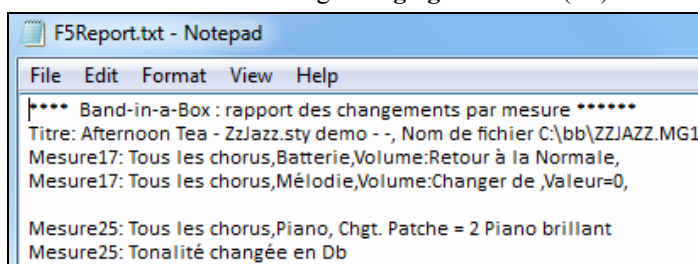 F5Report.txt - Notepad
File Edit Format View Help
**** Band-in-a-Box : rapport des changements par mesure ******
Titre: Afternoon Tea - ZzJazz.sty demo - -, Nom de fichier C:\bb\ZZJAZZ.MG1
Mesure17: Tous les chorus,Batterie,Volume:Retour à la Normale,
Mesure17: Tous les chorus,Mélodie,Volume:Changer de ,Valeur=0,
Mesure25: Tous les chorus,Piano, Chgt. Patche = 2 Piano brillant
Mesure25: Tonalité changée en Db